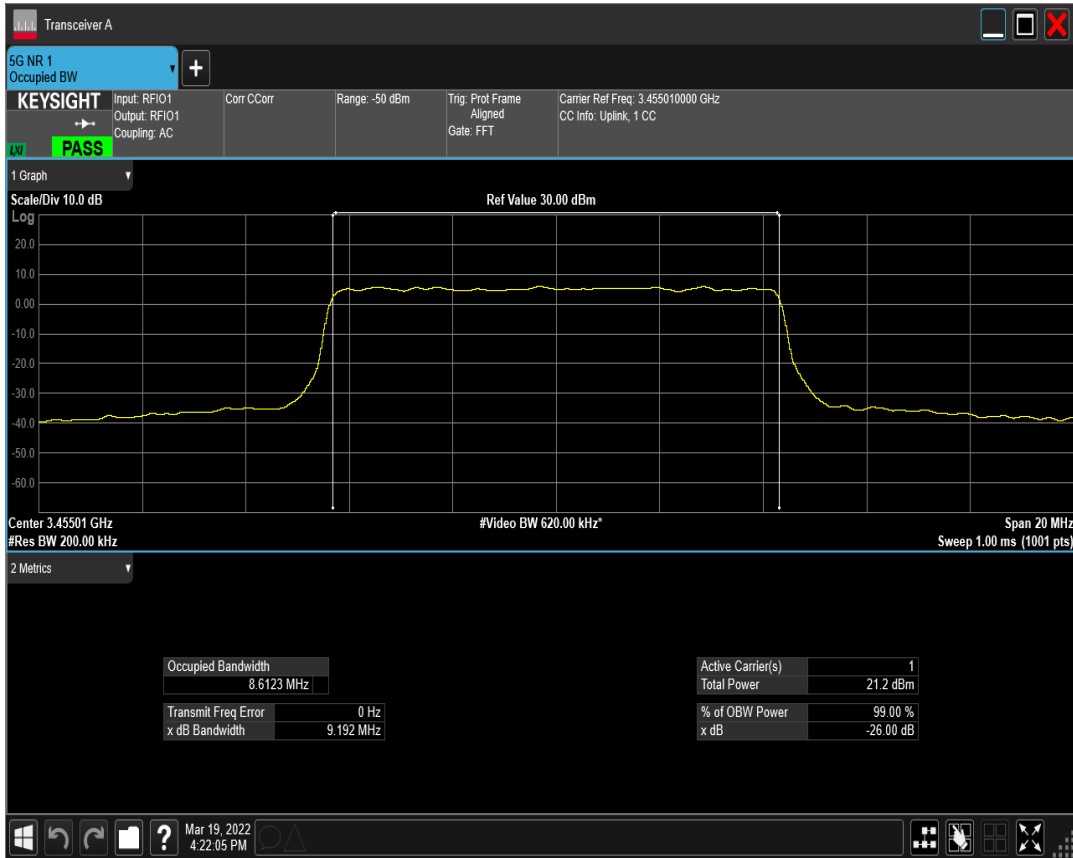 Transceiver A
5G NR 1
Occupied BW
KEYSIGHT
LXI
PASS
Input: RFIO1
Output: RFIO1
Coupling: AC
Corr CCorr
Range: -50 dBm
Trig: Prot Frame
Aligned
Gate: FFT
Carrier Ref Freq: 3.455010000 GHz
CC Info: Uplink, 1 CC
1 Graph
Scale/Div 10.0 dB
Ref Value 30.00 dBm
Log
20.0
10.0
0.00
-10.0
-20.0
-30.0
-40.0
-50.0
-60.0
Center 3.45501 GHz
#Video BW 620.00 kHz*
Span 20 MHz
#Res BW 200.00 kHz
Sweep 1.00 ms (1001 pts)
2 Metrics
Occupied Bandwidth
8.6123 MHz
Transmit Freq Error 0 Hz
x dB Bandwidth 9.192 MHz
Active Carrier(s) 1
Total Power 21.2 dBm
% of OBW Power 99.00 %
x dB -26.00 dB
?
Mar 19, 2022
4:22:05 PM